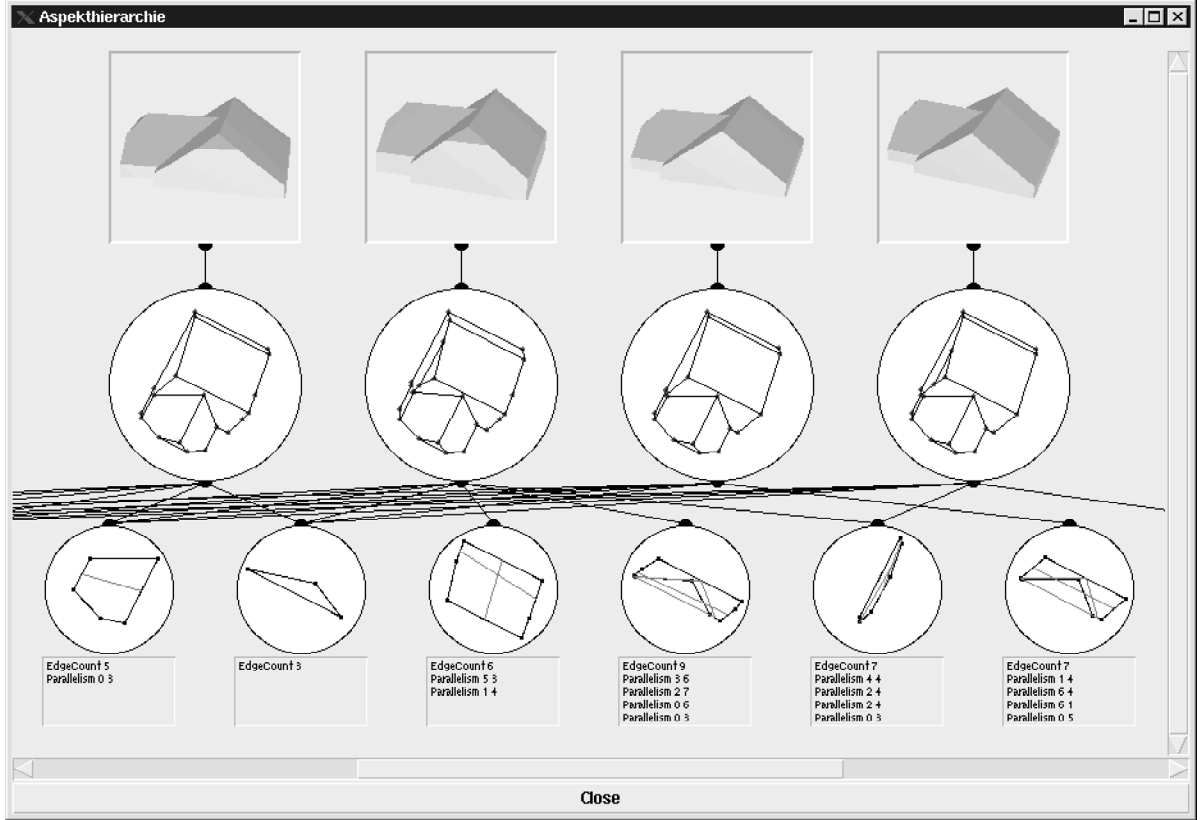 Aspekthierarchie
EdgeCount 5
Parallelism 0 3
EdgeCount 3
EdgeCount 6
Parallelism 5 3
Parallelism 1 4
EdgeCount 9
Parallelism 3 6
Parallelism 2 7
Parallelism 0 6
Parallelism 0 3
EdgeCount 7
Parallelism 4 4
Parallelism 2 4
Parallelism 2 4
Parallelism 0 3
EdgeCount 7
Parallelism 1 4
Parallelism 6 4
Parallelism 6 1
Parallelism 0 5
Close